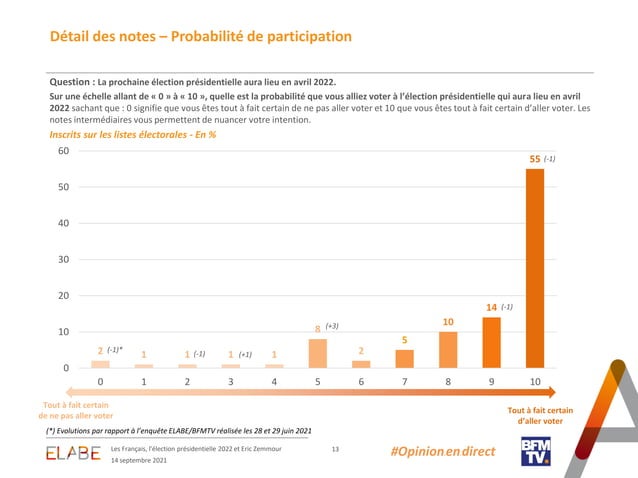 Détail des notes – Probabilité de participation
Question : La prochaine élection présidentielle aura lieu en avril 2022.
Sur une échelle allant de « 0 » à « 10 », quelle est la probabilité que vous alliez voter à l'élection présidentielle qui aura lieu en avril
2022 sachant que : 0 signifie que vous êtes tout à fait certain de ne pas aller voter et 10 que vous êtes tout à fait certain d'aller voter. Les
notes intermédiaires vous permettent de nuancer votre intention.
Inscrits sur les listes électorales - En %
60
50
40
30
20
10
0
2 (-1)*
1
1 (-1)
1 (+1)
1
8 (+3)
2
5
10
14 (-1)
55 (-1)
0 1 2 3 4 5 6 7 8 9 10
Tout à fait certain
de ne pas aller voter
Tout à fait certain
d'aller voter
(*) Evolutions par rapport à l'enquête ELABE/BFMTV réalisée les 28 et 29 juin 2021
ELABE
Les Français, l'élection présidentielle 2022 et Eric Zemmour
14 septembre 2021
13
#Opinionendirect
BFM
TV.